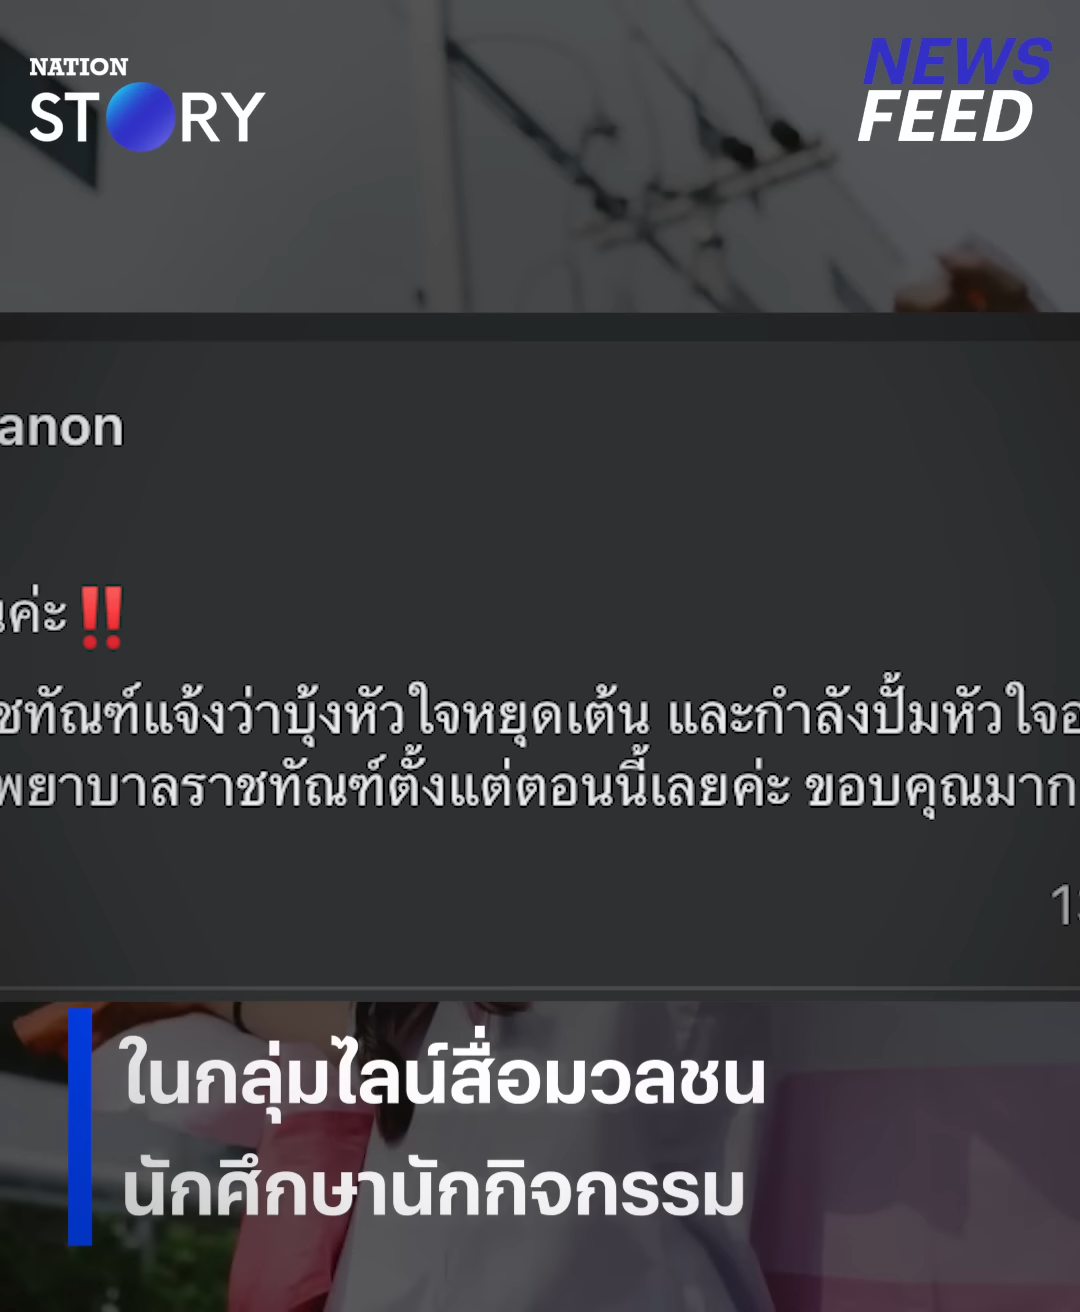 NATION
STORY
NEWS
FEED
anon
ค่ะ‼️
ชทัณฑ์แจ้งว่าบุ้งหัวใจหยุดเต้น และกำลังปั้มหัวใจอ
พยาบาลราชทัณฑ์ตั้งแต่ตอนนี้เลยค่ะ ขอบคุณมาก
ในกลุ่มไลน์สื่อมวลชน
นักศึกษานักกิจกรรม